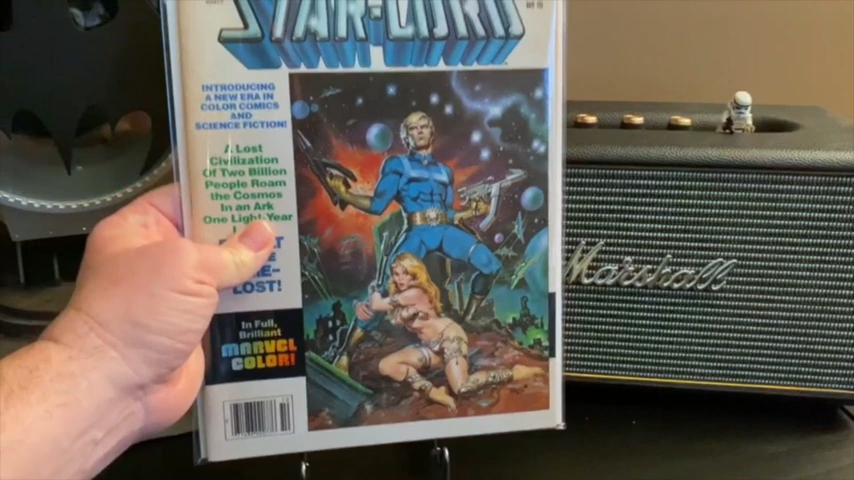 STAR-LORD
INTRODUCING
A NEW ERA IN
COLOR COMICS
AND
SCIENCE FICTION!
A Lost
Civilization
Of Two Billion
People Roam
the Cosmos
In an Ark
One Light-Year
LOST!
In Full,
Brilliant
MARVEL
COLOR!
Marshall